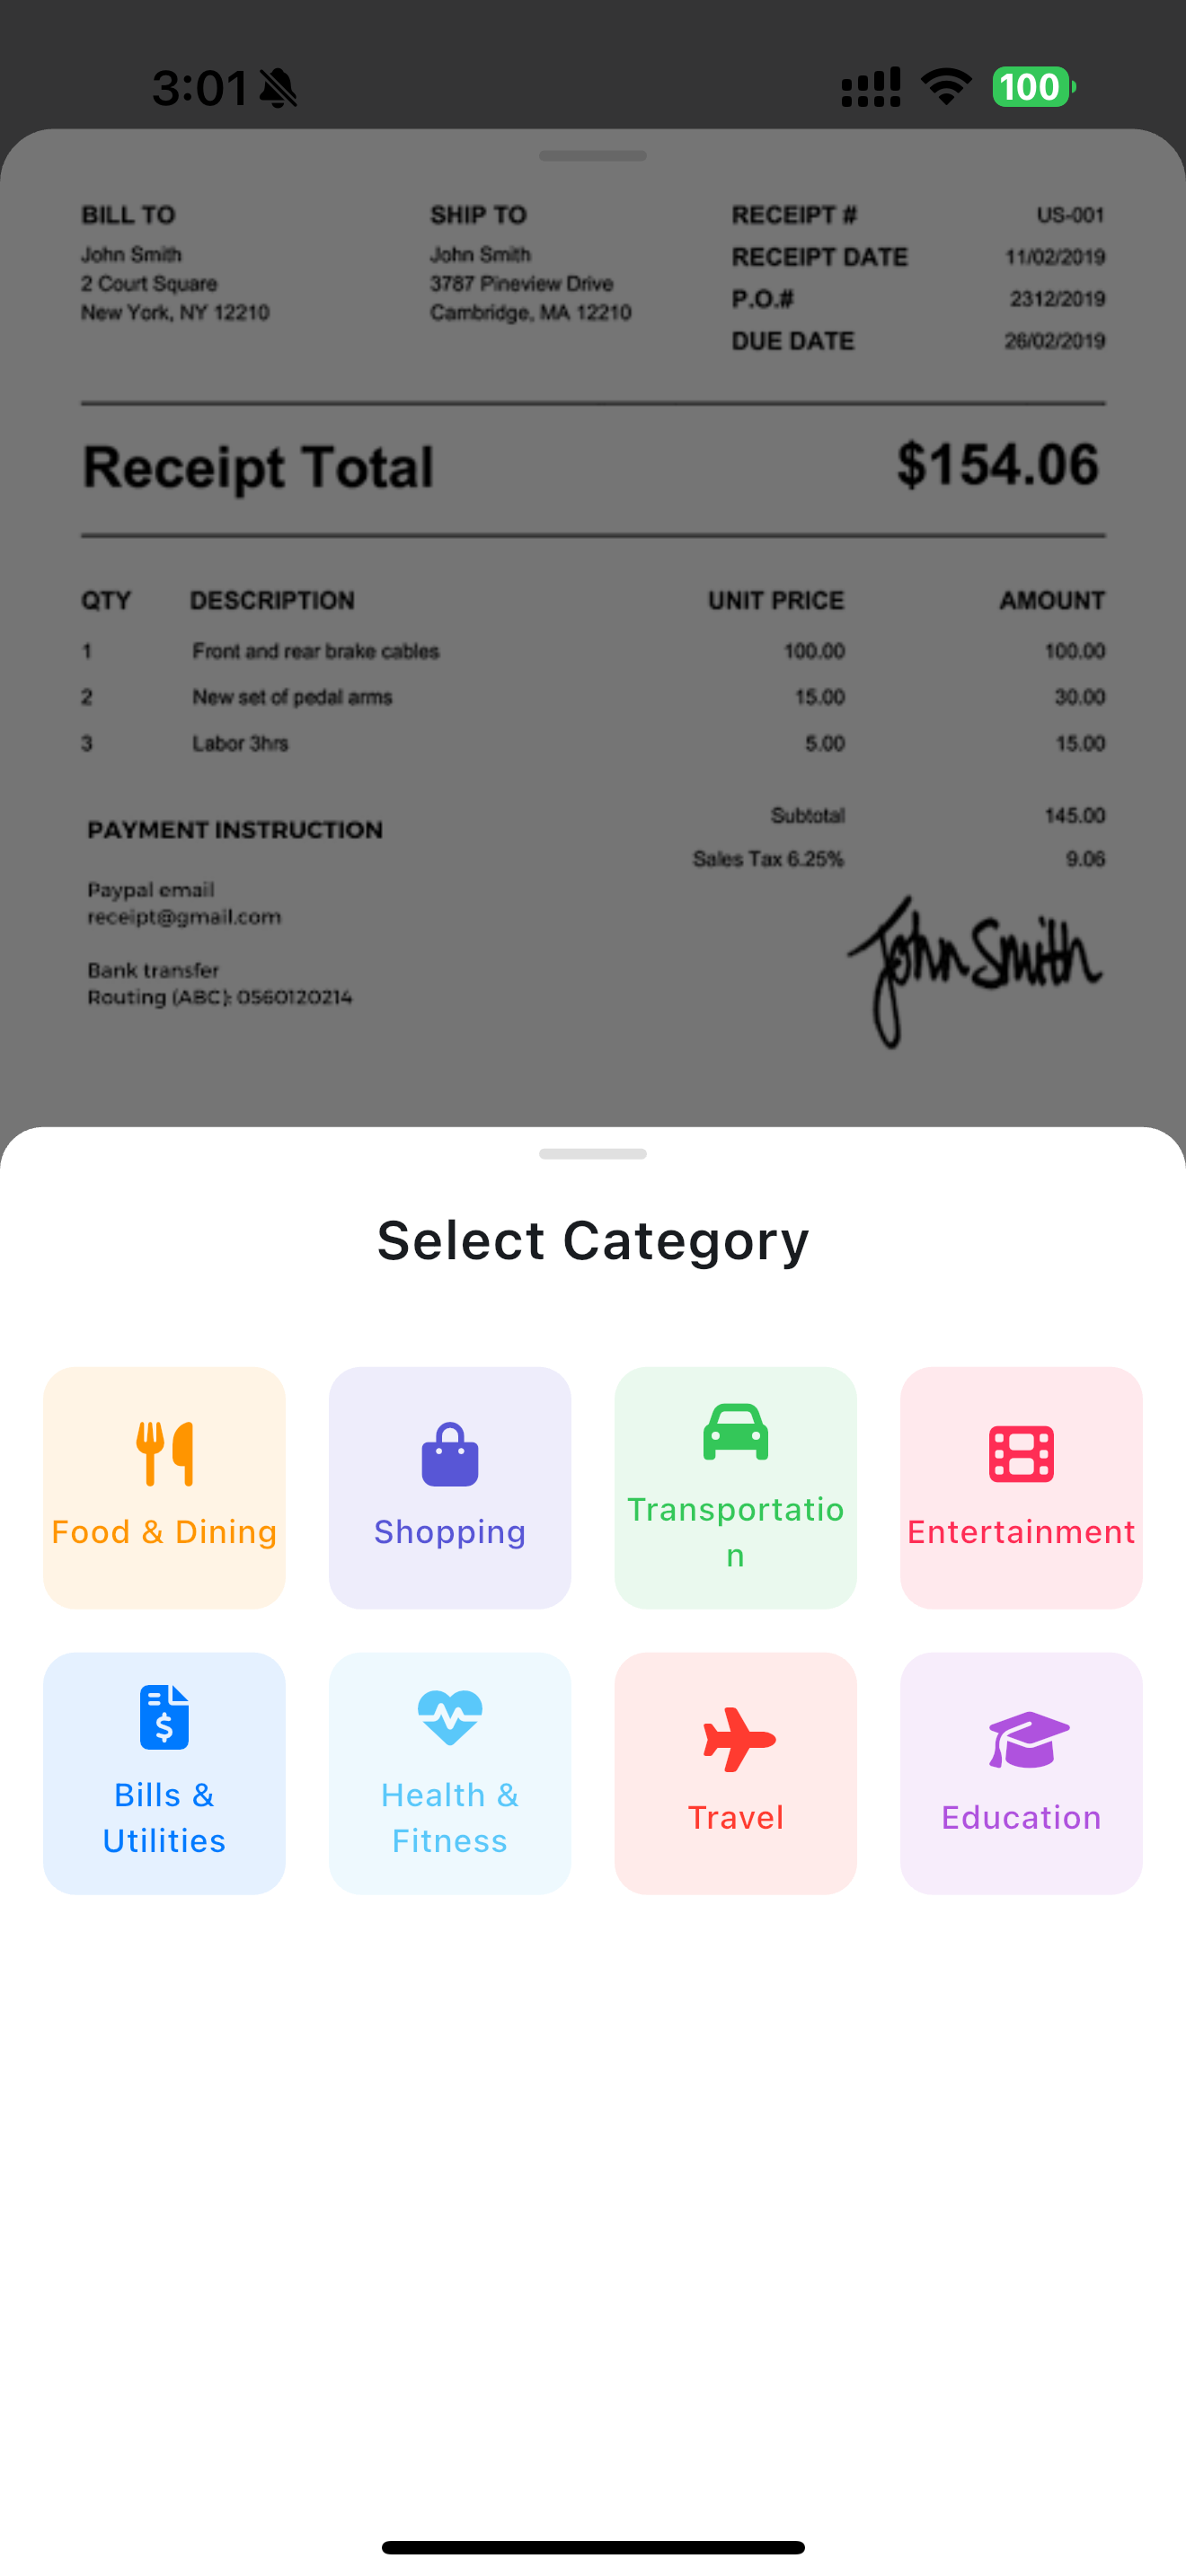 3:01
100
BILL TO
John Smith
2 Court Square
New York, NY 12210
SHIP TO
John Smith
3787 Pineview Drive
Cambridge, MA 12210
RECEIPT # US-001
RECEIPT DATE 11/02/2019
P.O.# 2312/2019
DUE DATE 26/02/2019
Receipt Total $154.06
QTY DESCRIPTION UNIT PRICE AMOUNT
1 Front and rear brake cables 100.00 100.00
2 New set of pedal arms 15.00 30.00
3 Labor 3hrs 5.00 15.00
Subtotal 145.00
Sales Tax 6.25% 9.06
PAYMENT INSTRUCTION
Paypal email
receipt@gmail.com
Bank transfer
Routing (ABC): 0560120214
John Smith
Select Category
Food & Dining
Shopping
Transportatio
n
Entertainment
Bills &
Utilities
Health &
Fitness
Travel
Education